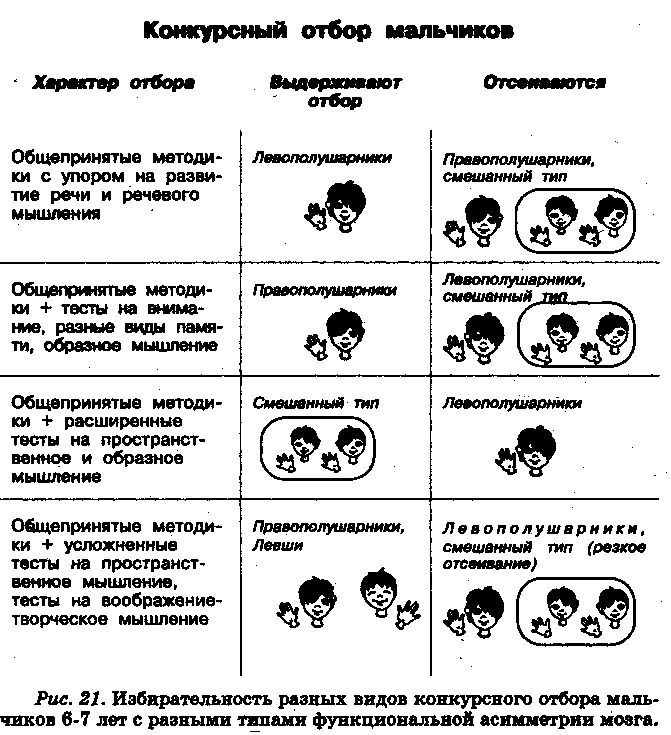 Конкурсный отбор мальчиков
Характер отбора
Выдерживают
отбор
Отсеиваются
Общепринятые методи-
ки с упором на разви-
тие речи и речевого
мышления
Левополушарники
Правополушарники,
смешанный тип
Общепринятые методи-
ки + тесты на внима-
ние, разные виды памя-
ти, образное мышление
Правополушарники
Левополушарники,
смешанный тип
Общепринятые методи-
ки + расширенные
тесты на пространст-
венное и образное
мышление
Смешанный тип
Левополушарники
Общепринятые методи-
ки + усложненные
тесты на пространст-
венное мышление,
тесты на воображение-
творческое мышление
Правополушарники,
Левши
Левополушарники,
смешанный тип (резкое
отсеивание)
Рис. 21. Избирательность разных видов конкурсного отбора маль-
чиков 6-7 лет с разными типами функциональной асимметрии мозга.